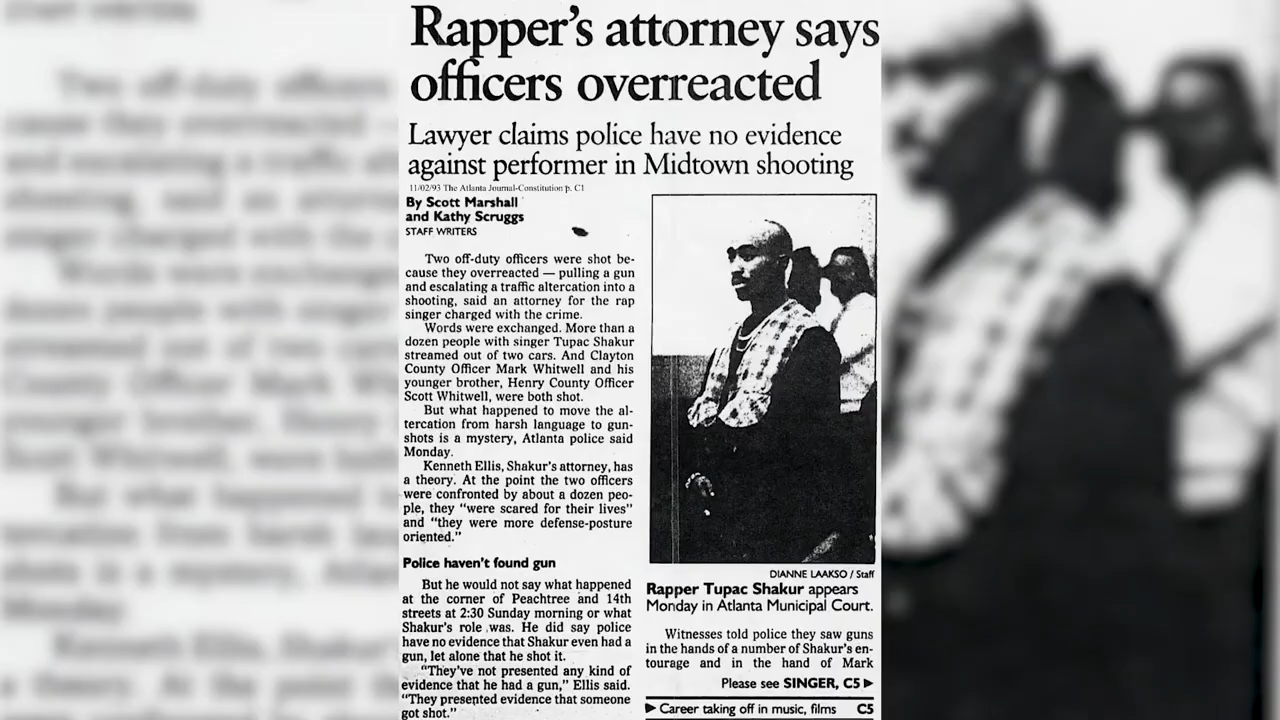 Rapper's attorney says
officers overreacted
Lawyer claims police have no evidence
against performer in Midtown shooting
11/02/93 The Atlanta Journal-Constitution p. C1
By Scott Marshall
and Kathy Scruggs
STAFF WRITERS
Two off-duty officers were shot be-
cause they overreacted — pulling a gun
and escalating a traffic altercation into a
shooting, said an attorney for the rap
singer charged with the crime.
Words were exchanged. More than a
dozen people with singer Tupac Shakur
streamed out of two cars. And Clayton
County Officer Mark Whitwell and his
younger brother, Henry County Officer
Scott Whitwell, were both shot.
But what happened to move the al-
tercation from harsh language to gun-
shots is a mystery, Atlanta police said
Monday.
Kenneth Ellis, Shakur's attorney, has
a theory. At the point the two officers
were confronted by about a dozen peo-
ple, they "were scared for their lives"
and "they were more defense-posture
oriented."
Police haven't found gun
But he would not say what happened
at the corner of Peachtree and 14th
streets at 2:30 Sunday morning or what
Shakur's role was. He did say police
have no evidence that Shakur even had a
gun, let alone that he shot it.
"They've not presented any kind of
evidence that he had a gun," Ellis said.
"They presented evidence that someone
got shot."
DIANNE LAAKSO / Staff
Rapper Tupac Shakur appears
Monday in Atlanta Municipal Court.
Witnesses told police they saw guns
in the hands of a number of Shakur's en-
tourage and in the hand of Mark
Please see SINGER, C5 ▶
▶ Career taking off in music, films C5